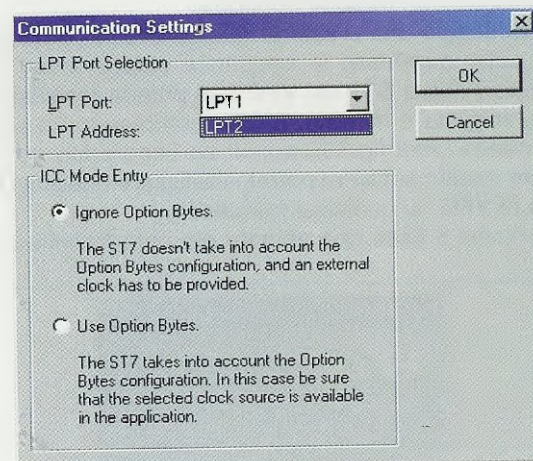 Communication Settings
LPT Port Selection
LPT Port:
LPT1
LPT2
LPT Address:
OK
Cancel
ICC Mode Entry
Ignore Option Bytes.
The ST7 doesn't take into account the
Option Bytes configuration, and an external
clock has to be provided.
Use Option Bytes.
The ST7 takes into account the Option
Bytes configuration. In this case be sure
that the selected clock source is available
in the application.